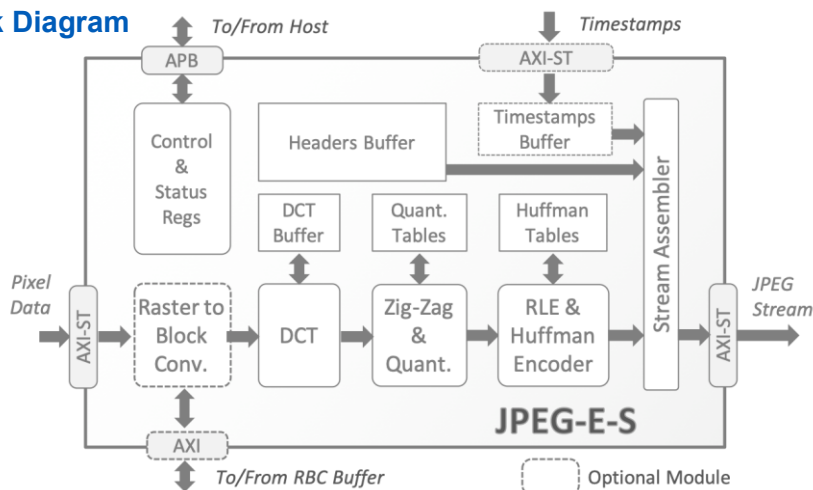 k Diagram
To/From Host
Timestamps
APB
AXI-ST
Control
&
Status
Regs
Headers Buffer
Timestamps
Buffer
DCT
Buffer
Quant.
Tables
Huffman
Tables
Stream Assembler
Pixel
Data
AXI-ST
Raster to
Block
Conv.
DCT
Zig-Zag
&
Quant.
RLE &
Huffman
Encoder
AXI-ST
JPEG
Stream
JPEG-E-S
AXI
To/From RBC Buffer
Optional Module